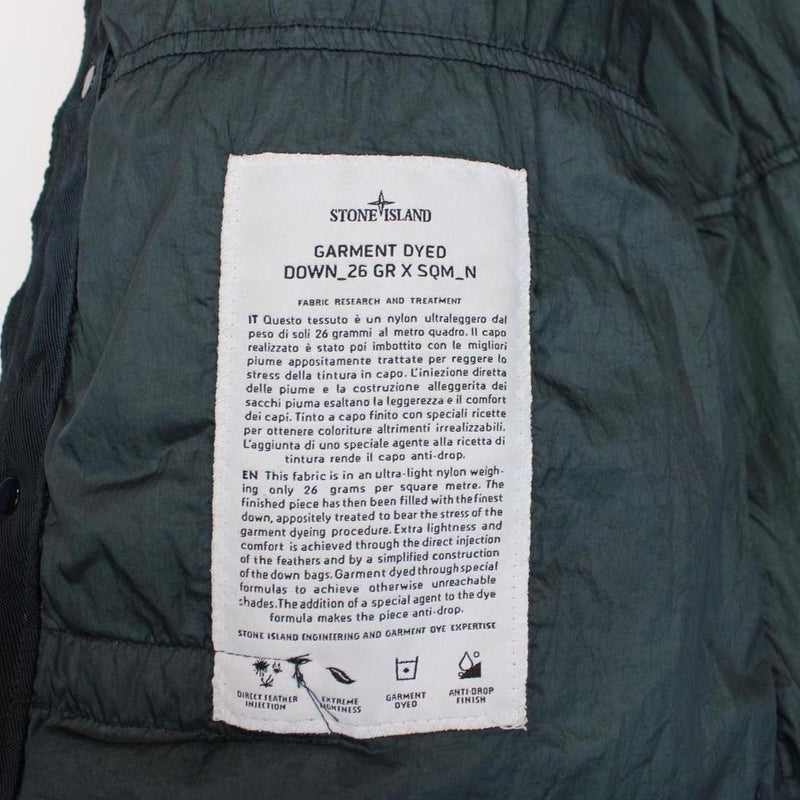 STONE ISLAND
GARMENT DYED
DOWN_26 GR X SQM_N
FABRIC RESEARCH AND TREATMENT
IT Questo tessuto è un nylon ultraleggero dal
peso di soli 26 grammi al metro quadro. Il capo
realizzato è stato poi imbottito con le migliori
piume appositamente trattate per reggere lo
stress della tintura in capo. L'iniezione diretta
delle piume e la costruzione alleggerita dei
sacchi piuma esaltano la leggerezza e il comfort
dei capi. Tinto a capo finito con speciali ricette
per ottenere coloriture altrimenti irrealizzabili.
L'aggiunta di uno speciale agente alla ricetta di
tintura rende il capo anti-drop.
EN This fabric is in an ultra-light nylon weigh-
ing only 26 grams per square metre. The
finished piece has then been filled with the finest
down, appositely treated to bear the stress of the
garment dyeing procedure. Extra lightness and
comfort is achieved through the direct injection
of the feathers and by a simplified construction
of the down bags. Garment dyed through special
formulas to achieve otherwise unreachable
shades. The addition of a special agent to the dye
formula makes the piece anti-drop.
STONE ISLAND ENGINEERING AND GARMENT DYE EXPERTISE
DIRECT FEATHER INJECTION
EXTREME LIGHTNESS
GARMENT DYED
ANTI-DROP FINISH